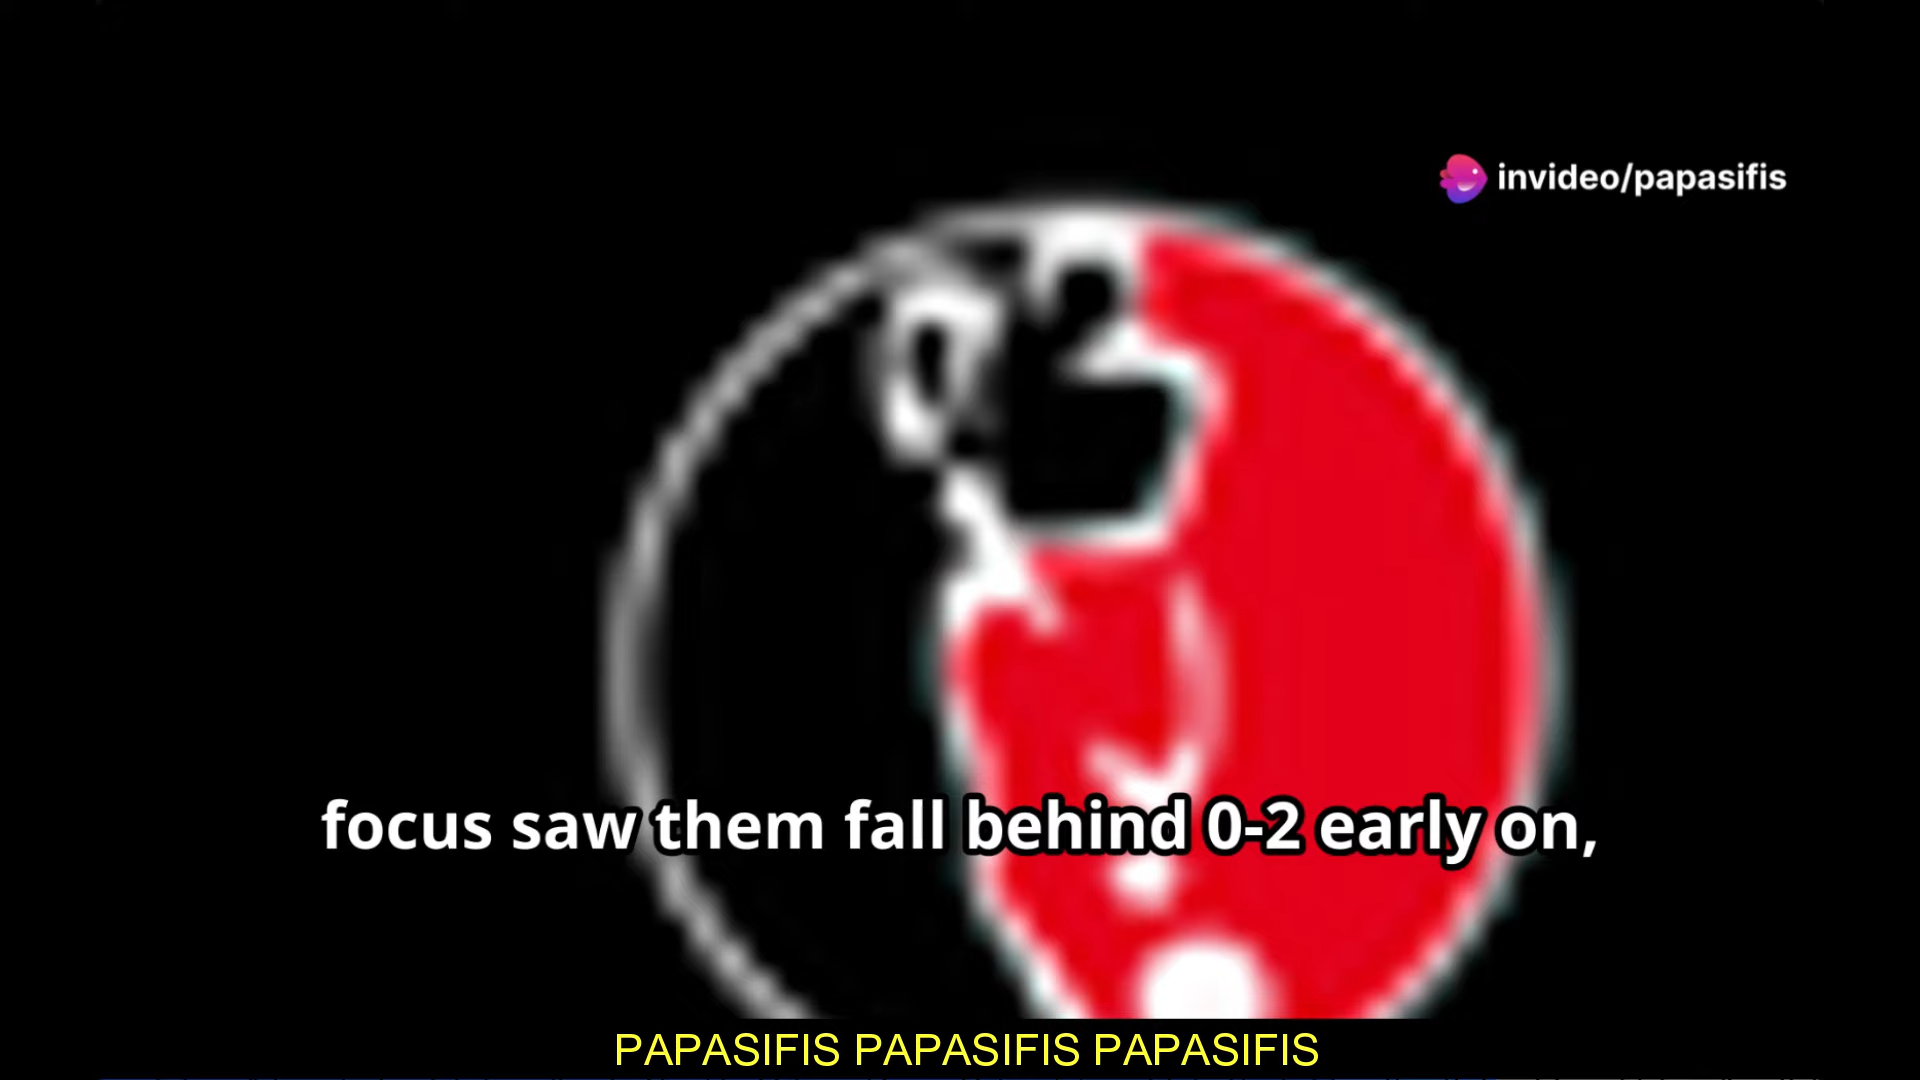 invideo/papasifis
focus saw them fall behind 0-2 early on,
PAPASIFIS PAPASIFIS PAPASIFIS